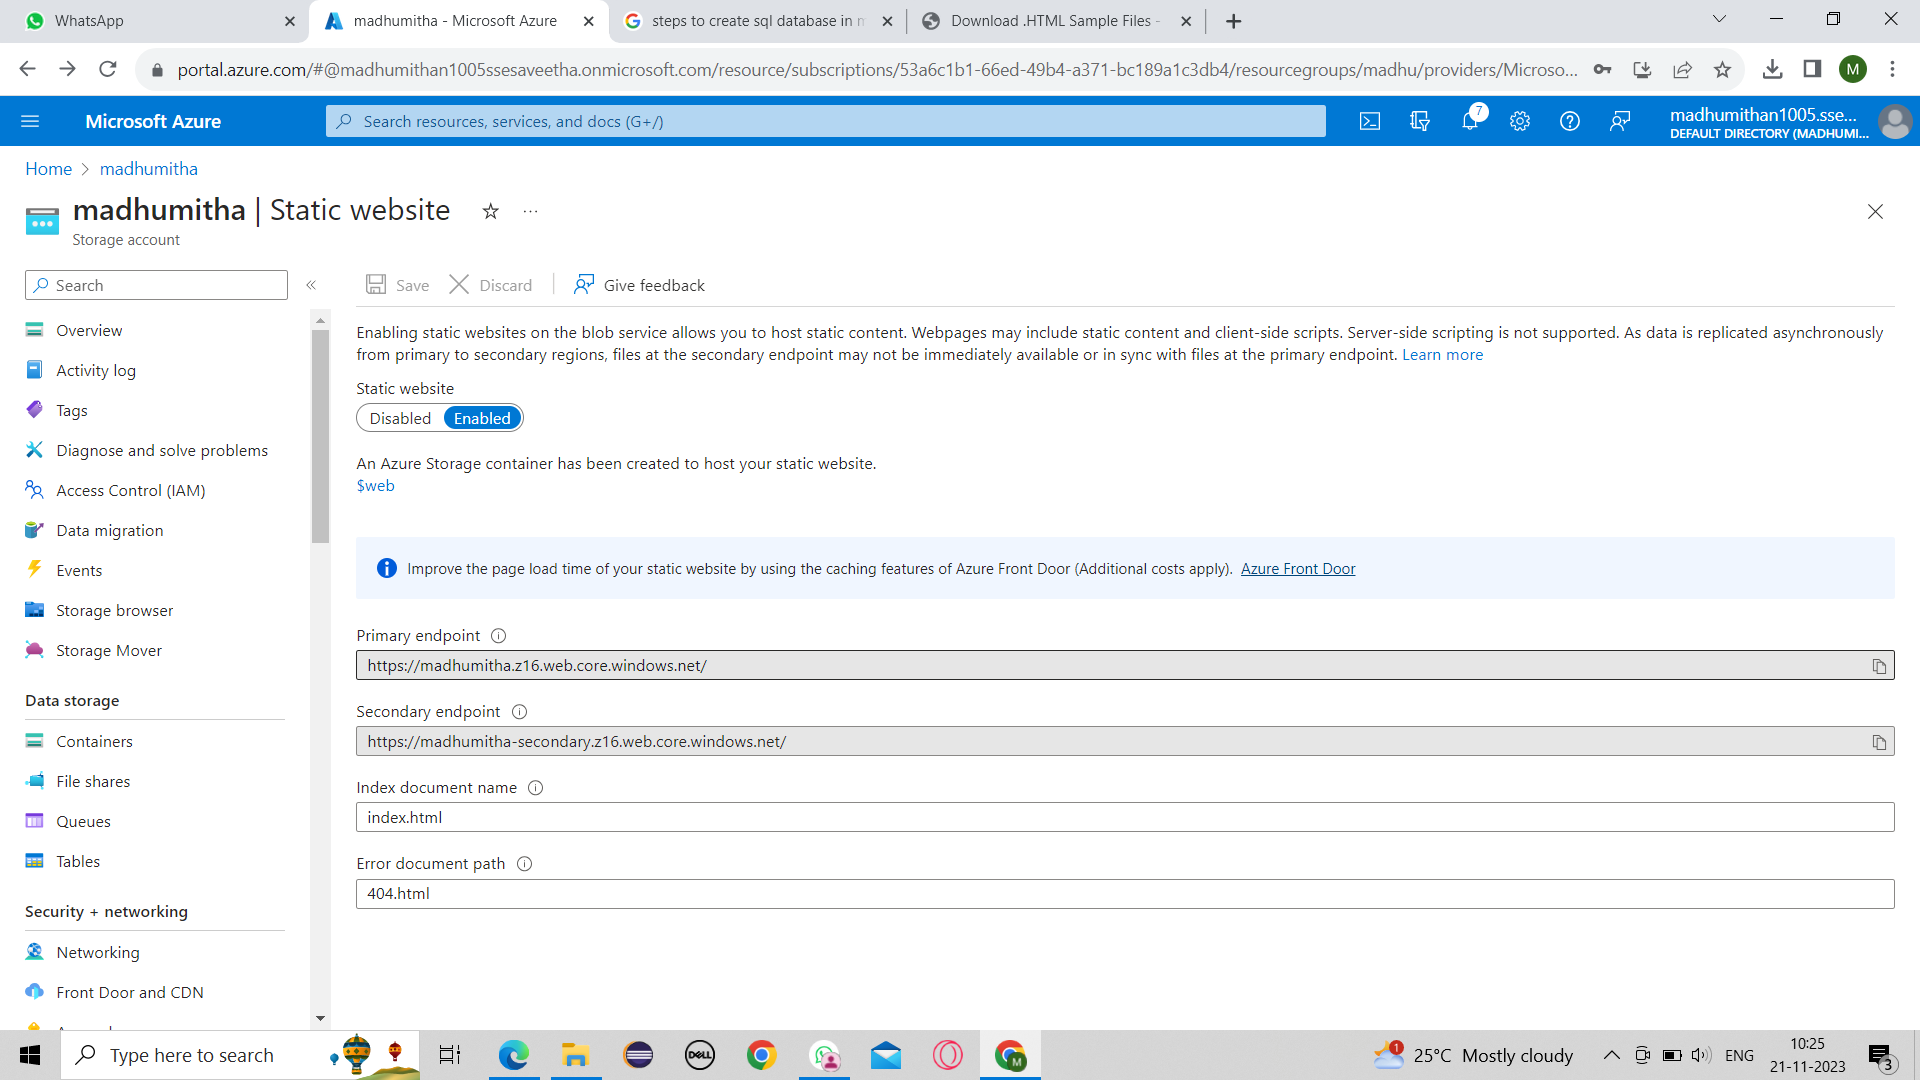 WhatsApp
madhumitha - Microsoft Azure
steps to create sql database in m
Download .HTML Sample Files -
portal.azure.com/#@madhumithan1005ssesaveetha.onmicrosoft.com/resource/subscriptions/53a6c1b1-66ed-49b4-a371-bc189a1c3db4/resourcegroups/madhu/providers/Microso...
M
Microsoft Azure
Search resources, services, and docs (G+/)
7
madhumithan1005.sse...
DEFAULT DIRECTORY (MADHUMI...
Home > madhumitha
madhumitha | Static website
...
Storage account
Search
«
Save
Discard
Give feedback
Overview
Activity log
Tags
Diagnose and solve problems
Access Control (IAM)
Data migration
Events
Storage browser
Storage Mover
Data storage
Containers
File shares
Queues
Tables
Security + networking
Networking
Front Door and CDN
Enabling static websites on the blob service allows you to host static content. Webpages may include static content and client-side scripts. Server-side scripting is not supported. As data is replicated asynchronously
from primary to secondary regions, files at the secondary endpoint may not be immediately available or in sync with files at the primary endpoint. Learn more
Static website
Disabled Enabled
An Azure Storage container has been created to host your static website.
$web
Improve the page load time of your static website by using the caching features of Azure Front Door (Additional costs apply). Azure Front Door
Primary endpoint
https://madhumitha.z16.web.core.windows.net/
Secondary endpoint
https://madhumitha-secondary.z16.web.core.windows.net/
Index document name
index.html
Error document path
404.html
Type here to search
DELL
M
1
25°C Mostly cloudy
ENG
10:25
21-11-2023
3